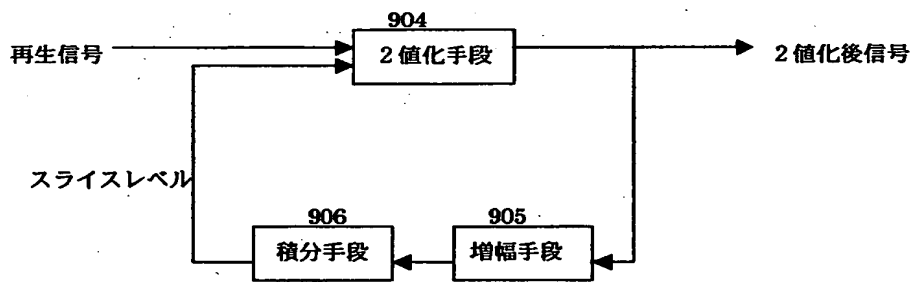 904
再生信号
2値化手段
2値化後信号
スライスレベル
906
905
積分手段
増幅手段